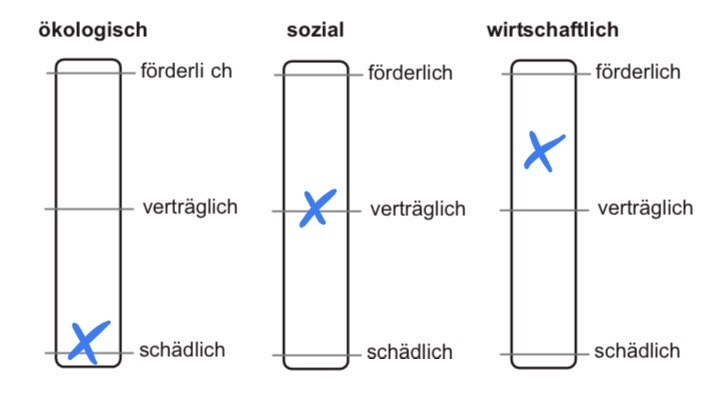 ökologisch sozial wirtschaftlich
förderli ch förderlich förderlich
verträglich verträglich verträglich
schädlich schädlich schädlich